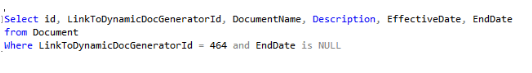 Select id, LinkToDynamicDocGeneratorId, DocumentName, Description, EffectiveDate, EndDate
from Document
Where LinkToDynamicDocGeneratorId = 464 and EndDate is NULL